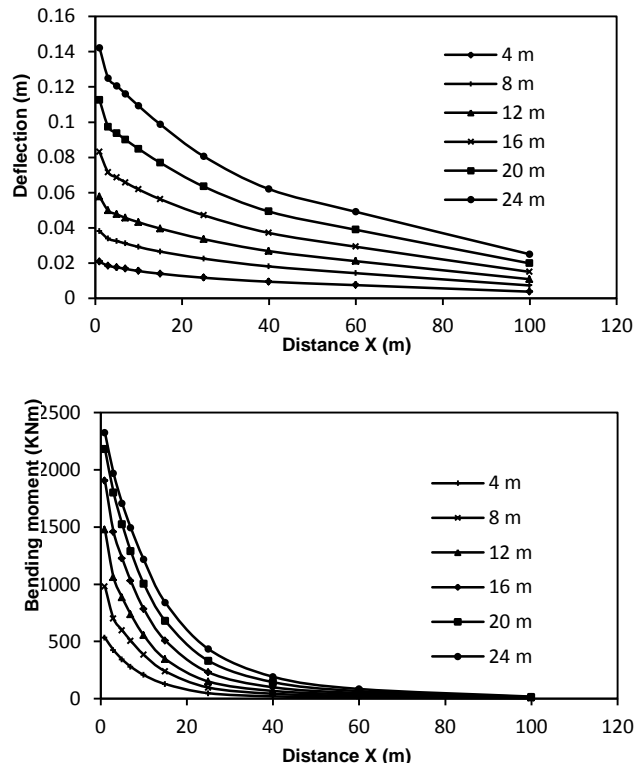 0.16
0.14
0.12
0.1
0.08
0.06
0.04
0.02
0
Deflection (m)
4 m
8 m
12 m
16 m
20 m
24 m
0 20 40 60 80 100 120
Distance X (m)
2500
2000
1500
1000
500
0
Bending moment (KNm)
4 m
8 m
12 m
16 m
20 m
24 m
0 20 40 60 80 100 120
Distance X (m)